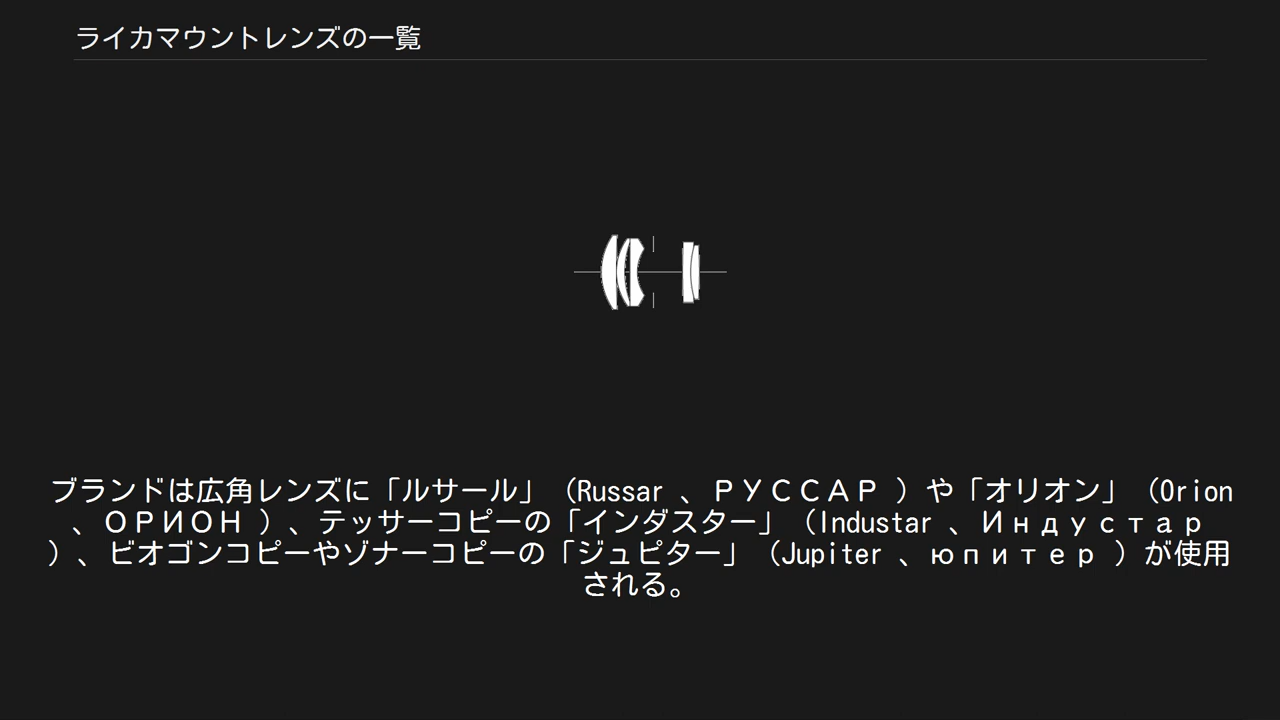 ライカマウントレンズの一覧
ブランドは広角レンズに「ルサール」（Russar 、ＰУＣＣＡＰ ）や「オリオン」（Orion
、ＯＰИＯＨ ）、テッサーコピーの「インダスター」（Industar 、Индустар
）、ビオゴンコピーやゾナーコピーの「ジュピター」（Jupiter 、юпитер ）が使用
される。